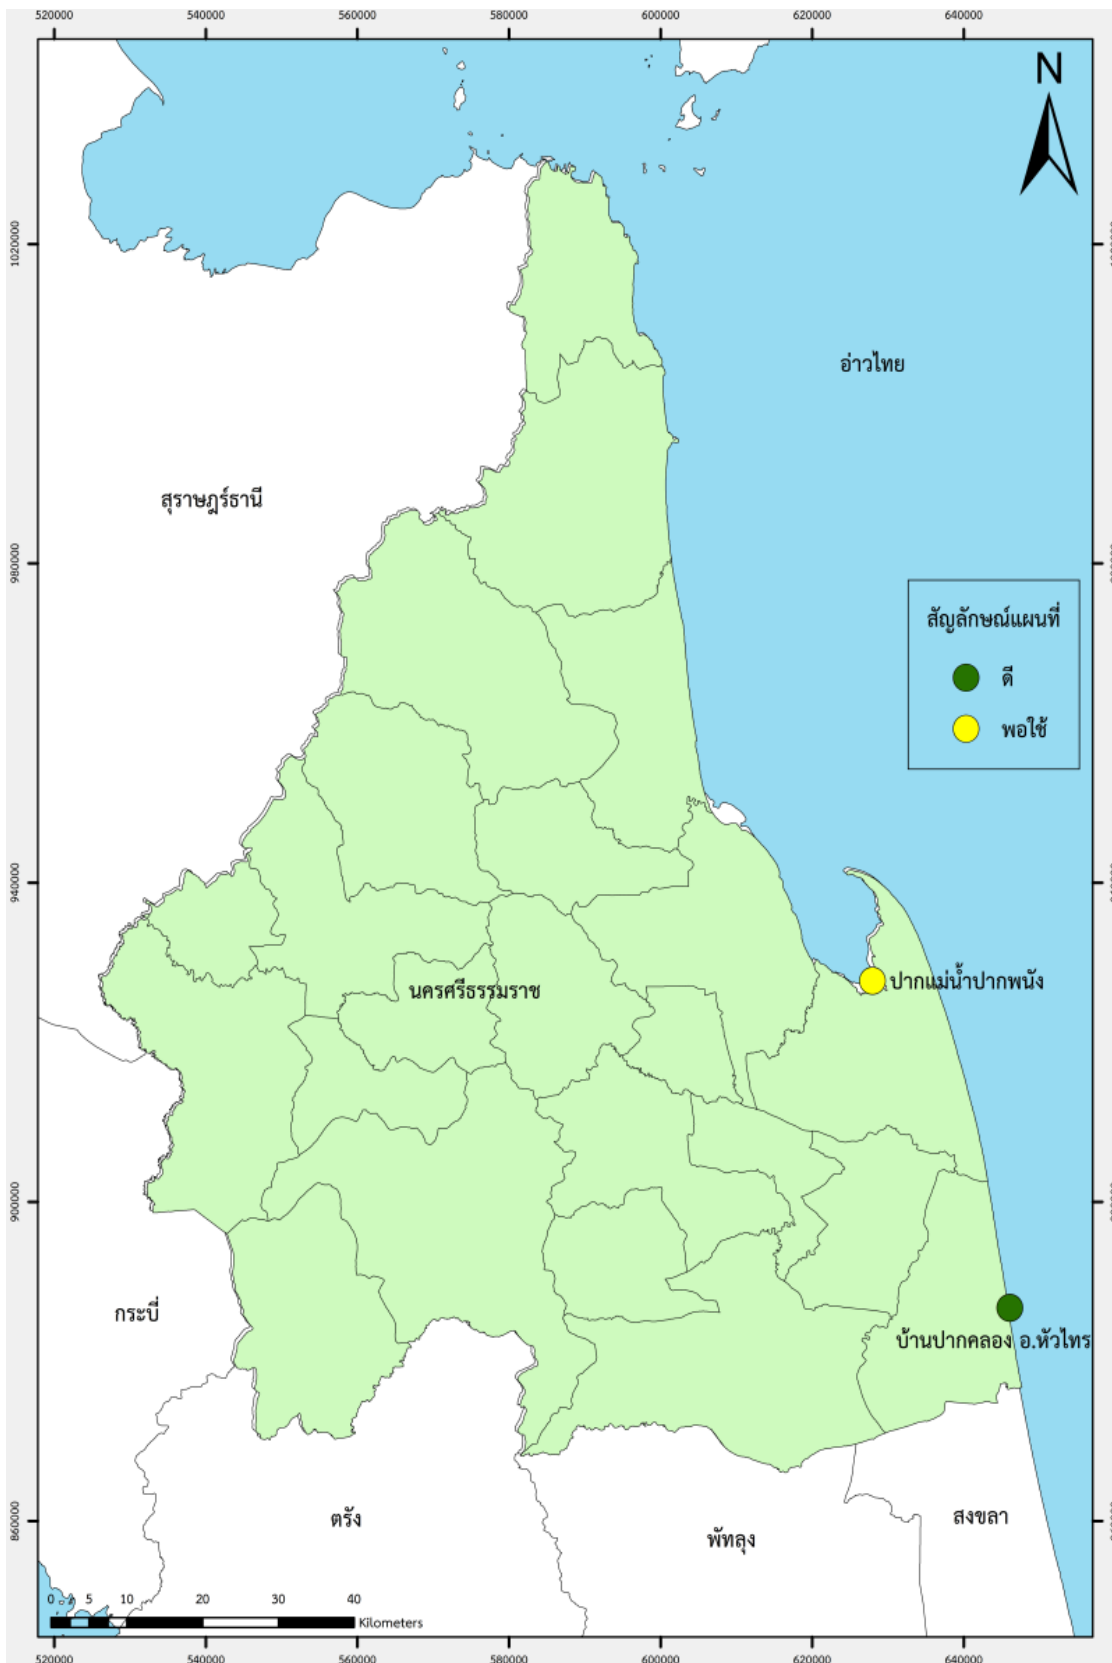 520000 540000 560000 580000 600000 620000 640000
N
1020000
อ่าวไทย
สุราษฎร์ธานี
980000
สัญลักษณ์แผนที่
ดี
พอใช้
940000
ปากแม่น้ำปากพนัง
นครศรีธรรมราช
900000
กระบี่
บ้านปากคลอง อ.หัวไทร
860000
ตรัง
สงขลา
พัทลุง
0 5 10 20 30 40
Kilometers
520000 540000 560000 580000 600000 620000 640000